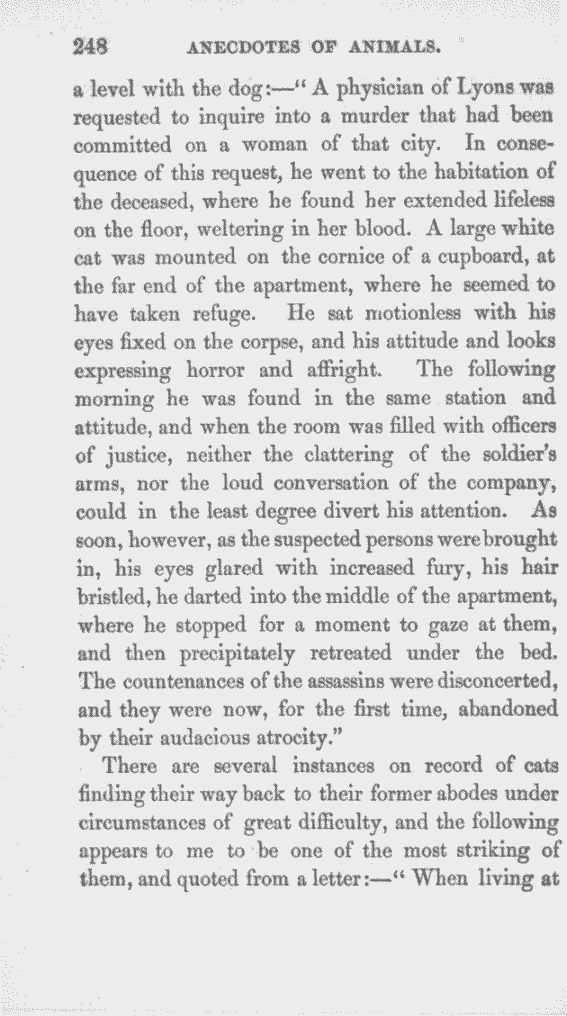 248 ANECDOTES OF ANIMALS.
a level with the dog:—" A physician of Lyons was
requested to inquire into a murder that had been
committed on a woman of that city. In conse-
quence of this request, he went to the habitation of
the deceased, where he found her extended lifeless
on the floor, weltering in her blood. A large white
cat was mounted on the cornice of a cupboard, at
the far end of the apartment, where he seemed to
have taken refuge. He sat motionless with his
eyes fixed on the corpse, and his attitude and looks
expressing horror and affright. The following
morning he was found in the same station and
attitude, and when the room was filled with officers
of justice, neither the clattering of the soldier's
arms, nor the loud conversation of the company,
could in the least degree divert his attention. As
soon, however, as the suspected persons were brought
in, his eyes glared with increased fury, his hair
bristled, he darted into the middle of the apartment,
where he stopped for a moment to gaze at them,
and then precipitately retreated under the bed.
The countenances of the assassins were disconcerted,
and they were now, for the first time, abandoned
by their audacious atrocity."
There are several instances on record of cats
finding their way back to their former abodes under
circumstances of great difficulty, and the following
appears to me to be one of the most striking of
them, and quoted from a letter:—" When living at